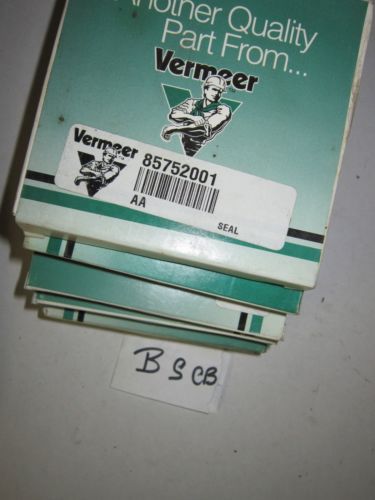 Another Quality
Part From...
Vermeer
Vermeer
85752001
AA
SEAL
B S CB